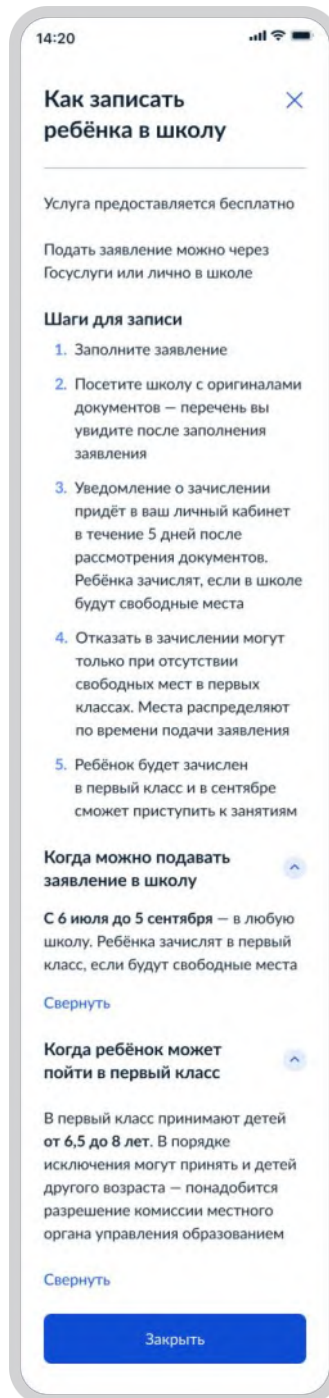 14:20
Как записать
ребёнка в школу
Услуга предоставляется бесплатно
Подать заявление можно через
Госуслуги или лично в школе
Шаги для записи
1. Заполните заявление
2. Посетите школу с оригиналами
документов — перечень вы
увидите после заполнения
заявления
3. Уведомление о зачислении
придёт в ваш личный кабинет
в течение 5 дней после
рассмотрения документов.
Ребёнка зачислят, если в школе
будут свободные места
4. Отказать в зачислении могут
только при отсутствии
свободных мест в первых
классах. Места распределяют
по времени подачи заявления
5. Ребёнок будет зачислен
в первый класс и в сентябре
сможет приступить к занятиям
Когда можно подавать
заявление в школу
С 6 июля до 5 сентября — в любую
школу. Ребёнка зачислят в первый
класс, если будут свободные места
Свернуть
Когда ребёнок может
пойти в первый класс
В первый класс принимают детей
от 6,5 до 8 лет. В порядке
исключения могут принять и детей
другого возраста — понадобится
разрешение комиссии местного
органа управления образованием
Свернуть
Закрыть